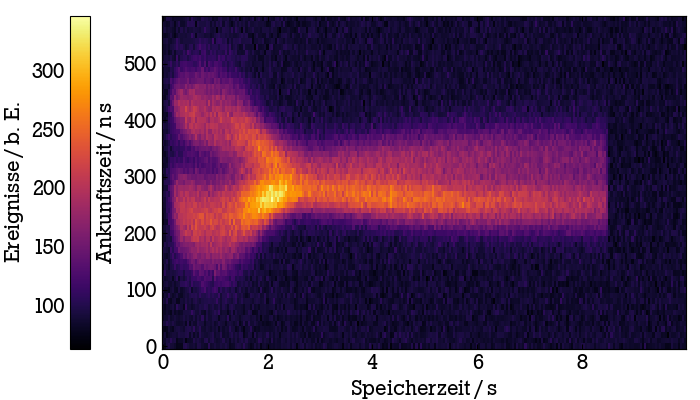 Ereignisse / b. E.
300
250
200
150
100
Ankunftszeit / ns
500
400
300
200
100
0
0 2 4 6 8
Speicherzeit / s